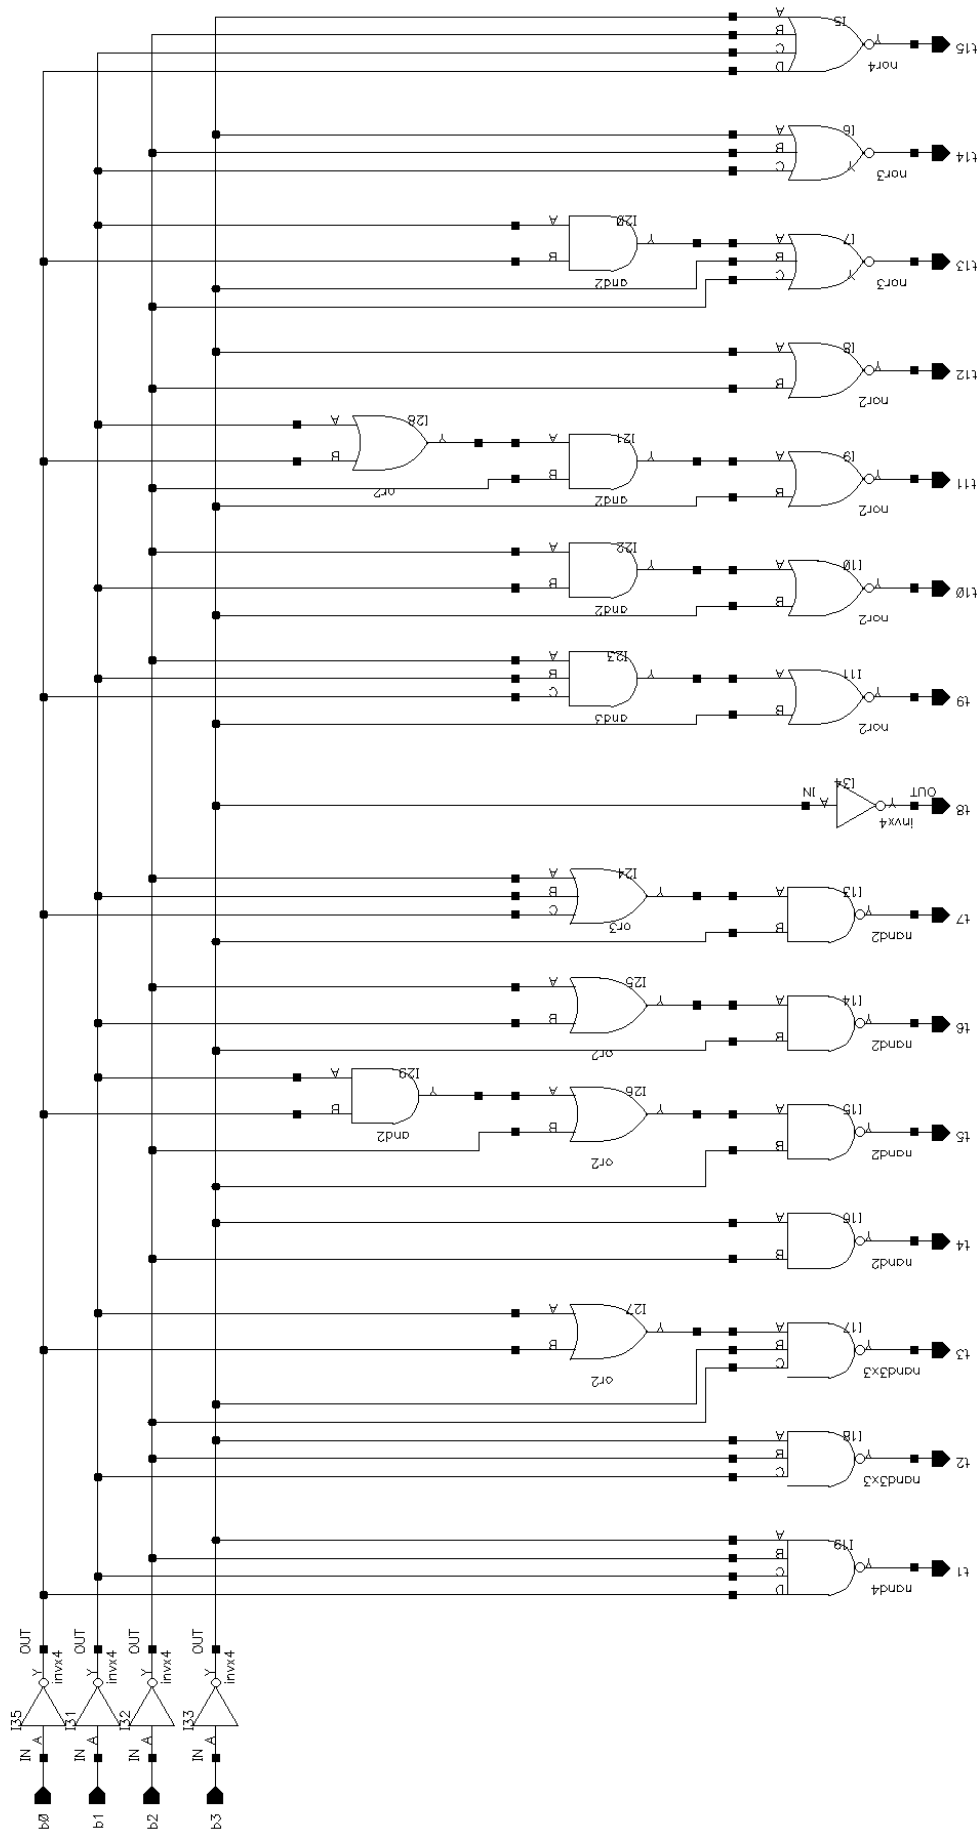 A
B
C
D
I5
Y
nor4
t15
A
B
C
I6
Y
nor3
t14
A
B
I20
Y
and2
A
B
C
I7
Y
nor3
t13
A
B
I8
Y
nor2
t12
A
B
I28
Y
or2
A
B
I21
Y
and2
A
B
I9
Y
nor2
t11
A
B
I22
Y
and2
A
B
I10
Y
nor2
t10
A
B
C
I23
Y
and3
A
B
I11
Y
nor2
t9
IN
A
I34
Y
OUT
invx4
t8
A
B
C
I24
Y
or3
A
B
I13
Y
nand2
t7
A
B
I25
Y
or2
A
B
I14
Y
nand2
t6
A
B
I29
Y
and2
A
B
I26
Y
or2
A
B
I15
Y
nand2
t5
A
B
I16
Y
nand2
t4
A
B
I27
Y
or2
A
B
C
I17
Y
nand3x3
t3
A
B
C
I18
Y
nand3x3
t2
A
B
C
D
I19
Y
nand4
t1
OUT
Y
invx4
I35
IN
A
b0
OUT
Y
invx4
I31
IN
A
b1
OUT
Y
invx4
I32
IN
A
b2
OUT
Y
invx4
I33
IN
A
b3